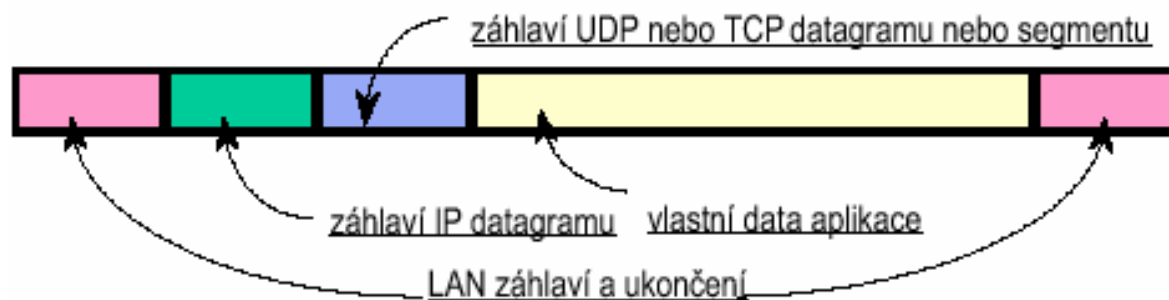 záhlaví UDP nebo TCP datagramu nebo segmentu
záhlaví IP datagramu
vlastní data aplikace
LAN záhlaví a ukončení